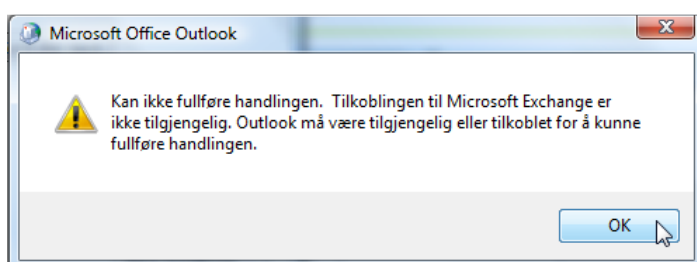 Microsoft Office Outlook
Kan ikke fullføre handlingen. Tilkoblingen til Microsoft Exchange er
ikke tilgjengelig. Outlook må være tilgjengelig eller tilkoblet for å kunne
fullføre handlingen.
OK